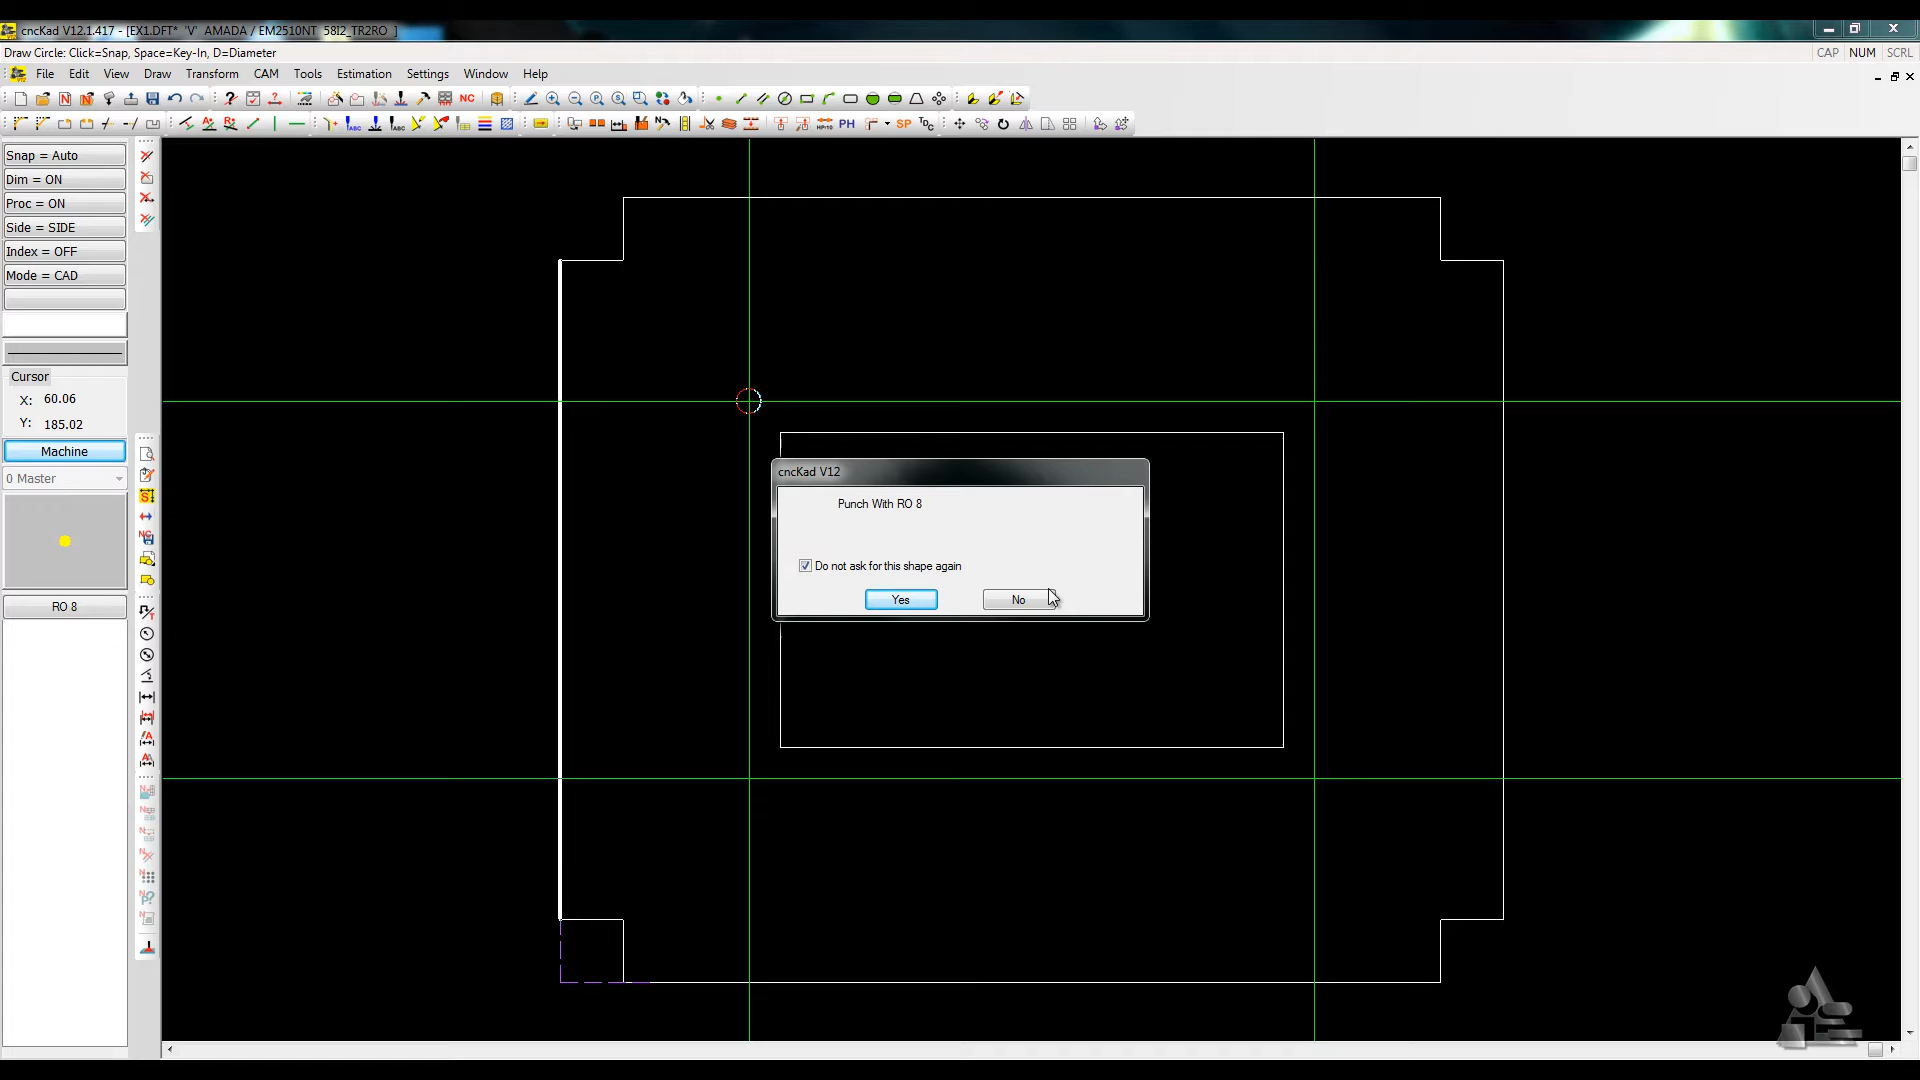 cncKad V12.1.417 - [EX1.DFT* 'V' AMADA / EM2510NT 58I2_TR2RO ]
Draw Circle: Click=Snap, Space=Key-In, D=Diameter
CAP NUM SCRL
File Edit View Draw Transform CAM Tools Estimation Settings Window Help
NC
PH SP
Snap = Auto
Dim = ON
Proc = ON
Side = SIDE
Index = OFF
Mode = CAD
Cursor
X: 60.06
Y: 185.02
Machine
0 Master
RO 8
cncKad V12
Punch With RO 8
Do not ask for this shape again
Yes No